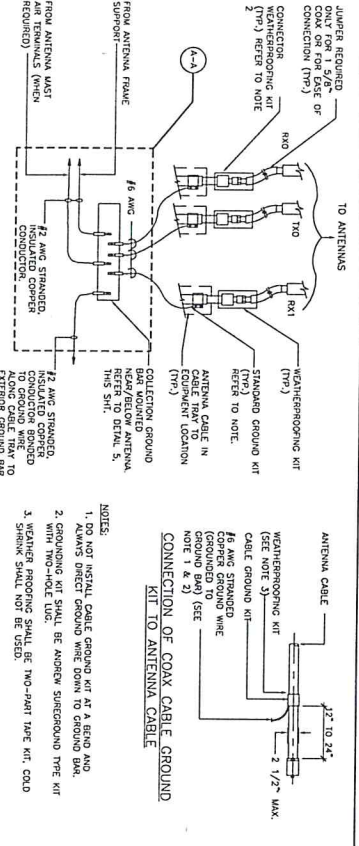 JUMPER REQUIRED
ONLY FOR 1 5/8"
COAX OR FOR EASE OF
CONNECTION (TYP.)
CONNECTOR
WEATHERPROOFING KIT
(TYP.) REFER TO NOTE
2
FROM ANTENNA FRAME
SUPPORT
FROM ANTENNA MAST
AIR TERMINALS (WHEN
REQUIRED)
A-A
TO ANTENNAS
RX0
TX0
RX1
#6 AWG
#2 AWG STRANDED,
INSULATED COPPER
CONDUCTOR.
WEATHERPROOFING KIT
(TYP.)
STANDARD GROUND KIT
(TYP.)
REFER TO NOTE.
ANTENNA CABLE IN
CABLE TRAY TO
EQUIPMENT LOCATION
(TYP.)
COLLECTION GROUND
BAR MOUNTED
NEAR/BELOW ANTENNA.
REFER TO DETAIL 5,
THIS SHT.
#2 AWG STRANDED,
INSULATED COPPER
CONDUCTOR BONDED
TO GROUND WIRE
ALONG CABLE TRAY TO
EXTERIOR GROUND BAR
ANTENNA CABLE
WEATHERPROOFING KIT
(SEE NOTE 3)
CABLE GROUND KIT
#6 AWG STRANDED
COPPER GROUND WIRE
(GROUNDED TO
GROUND BAR) (SEE
NOTE 1 & 2)
12" TO 24"
2 1/2" MAX.
CONNECTION OF COAX CABLE GROUND
KIT TO ANTENNA CABLE
NOTES:
1. DO NOT INSTALL CABLE GROUND KIT AT A BEND AND
ALWAYS DIRECT GROUND WIRE DOWN TO GROUND BAR.
2. GROUNDING KIT SHALL BE ANDREW SUREGROUND TYPE KIT
WITH TWO-HOLE LUG.
3. WEATHER PROOFING SHALL BE TWO-PART TAPE KIT, COLD
SHRINK SHALL NOT BE USED.